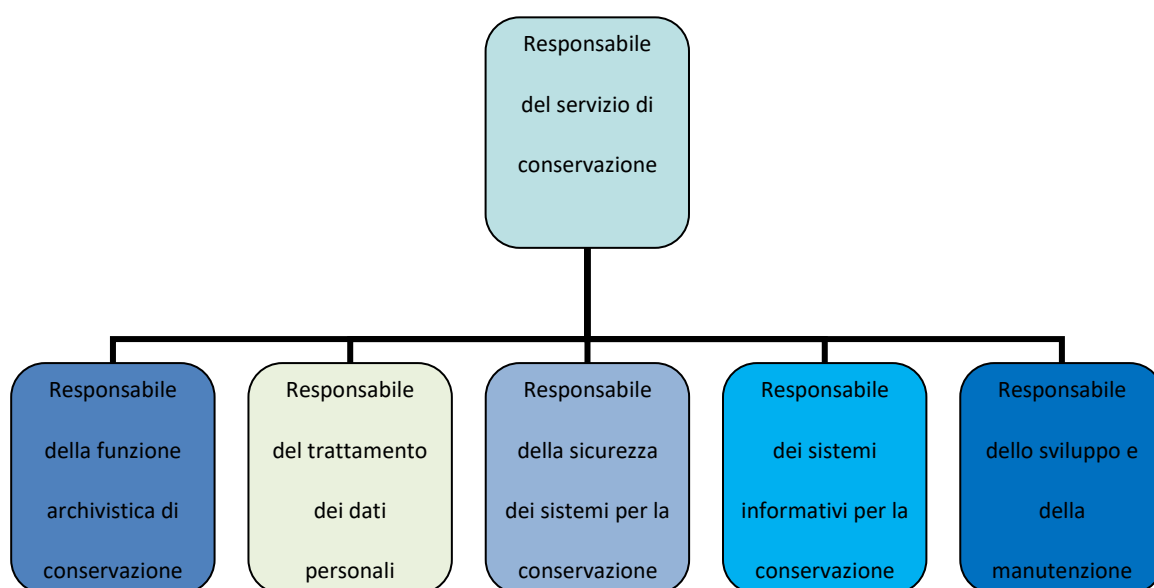 Responsabile
del servizio di
conservazione
Responsabile
della funzione
archivistica di
conservazione
Responsabile
del trattamento
dei dati
personali
Responsabile
della sicurezza
dei sistemi per la
conservazione
Responsabile
dei sistemi
informativi per la
conservazione
Responsabile
dello sviluppo e
della
manutenzione